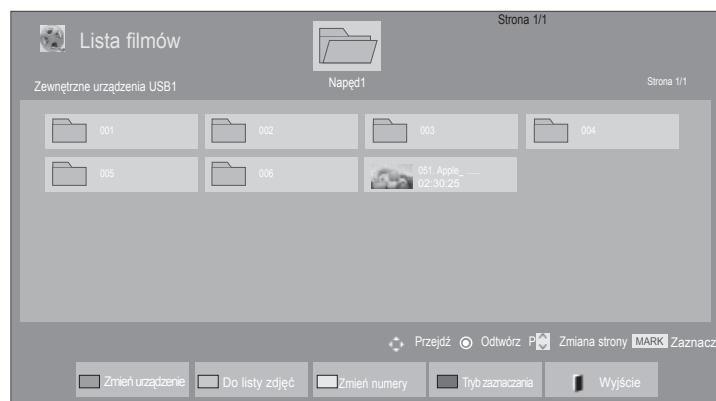 Strona 1/1
Lista filmów
Zewnętrzne urządzenia USB1
Napęd1
Strona 1/1
001
002
003
004
005
006
051. Apple_ ......
02:30:25
Przejdź Odtwórz P Zmiana strony MARK Zaznacz
Zmień urządzenie Do listy zdjęć Zmień numery Tryb zaznaczania Wyjście